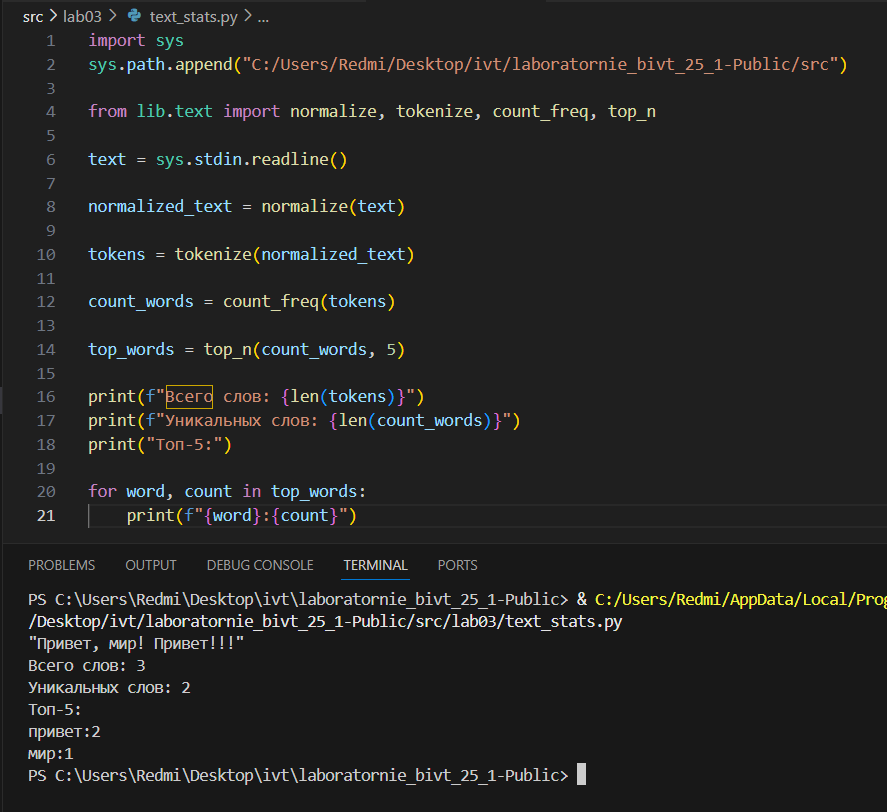 src > lab03 > text_stats.py > ...
1 import sys
2 sys.path.append("C:/Users/Redmi/Desktop/ivt/laboratornie_bivt_25_1-Public/src")
3
4 from lib.text import normalize, tokenize, count_freq, top_n
5
6 text = sys.stdin.readline()
7
8 normalized_text = normalize(text)
9
10 tokens = tokenize(normalized_text)
11
12 count_words = count_freq(tokens)
13
14 top_words = top_n(count_words, 5)
15
16 print(f"Всего слов: {len(tokens)}")
17 print(f"Уникальных слов: {len(count_words)}")
18 print("Топ-5:")
19
20 for word, count in top_words:
21     print(f"{word}:{count}")
PROBLEMS OUTPUT DEBUG CONSOLE TERMINAL PORTS
PS C:\Users\Redmi\Desktop\ivt\laboratornie_bivt_25_1-Public> & C:/Users/Redmi/AppData/Local/Prog
/Desktop/ivt/laboratornie_bivt_25_1-Public/src/lab03/text_stats.py
"Привет, мир! Привет!!!"
Всего слов: 3
Уникальных слов: 2
Топ-5:
привет:2
мир:1
PS C:\Users\Redmi\Desktop\ivt\laboratornie_bivt_25_1-Public>